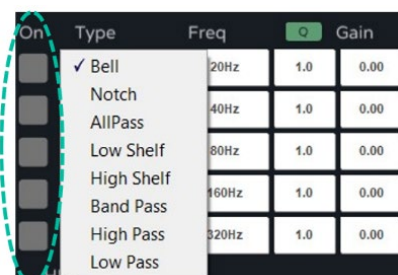 On Type Freq Q Gain
✓ Bell 20Hz 1.0 0.00
Notch
AllPass 40Hz 1.0 0.00
Low Shelf 80Hz 1.0 0.00
High Shelf
Band Pass 160Hz 1.0 0.00
High Pass 320Hz 1.0 0.00
Low Pass